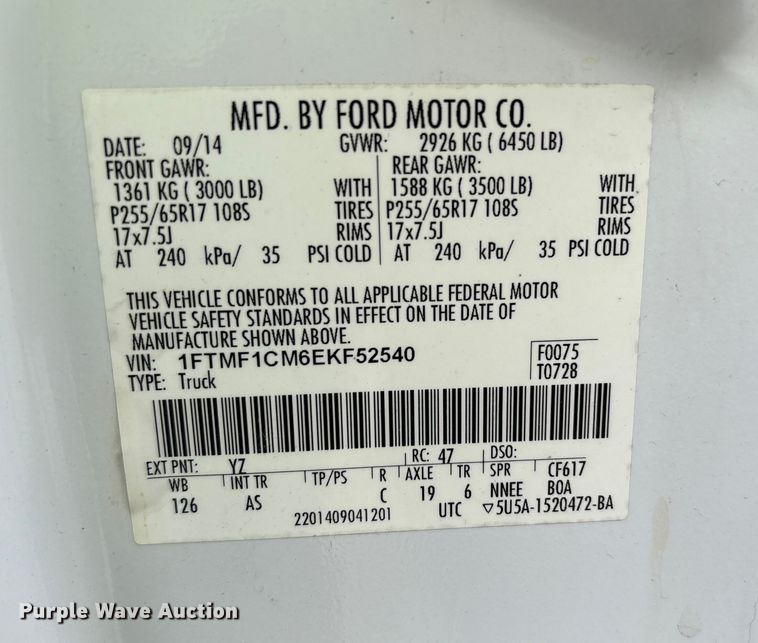 MFD. BY FORD MOTOR CO.
DATE: 09/14 GVWR: 2926 KG ( 6450 LB)
FRONT GAWR: REAR GAWR:
1361 KG ( 3000 LB) WITH 1588 KG ( 3500 LB) WITH
P255/65R17 108S TIRES P255/65R17 108S TIRES
17x7.5J RIMS 17x7.5J RIMS
AT 240 kPa/ 35 PSI COLD AT 240 kPa/ 35 PSI COLD
THIS VEHICLE CONFORMS TO ALL APPLICABLE FEDERAL MOTOR
VEHICLE SAFETY STANDARDS IN EFFECT ON THE DATE OF
MANUFACTURE SHOWN ABOVE.
VIN: 1FTMF1CM6EKF52540 F0075
TYPE: Truck T0728
EXT PNT: YZ RC: 47 DSO:
WB INT TR TP/PS R AXLE TR SPR CF617
126 AS C 19 6 NNEE BOA
2201409041201 UTC ▽5U5A-1520472-BA
Purple Wave Auction